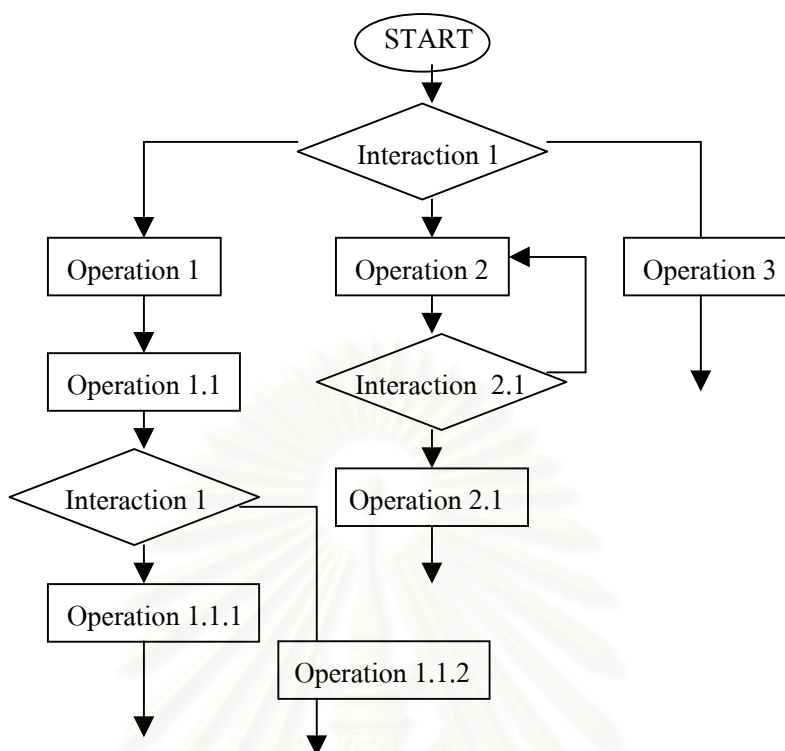 START
Interaction 1
Operation 1
Operation 2
Operation 3
Operation 1.1
Interaction 2.1
Interaction 1
Operation 2.1
Operation 1.1.1
Operation 1.1.2